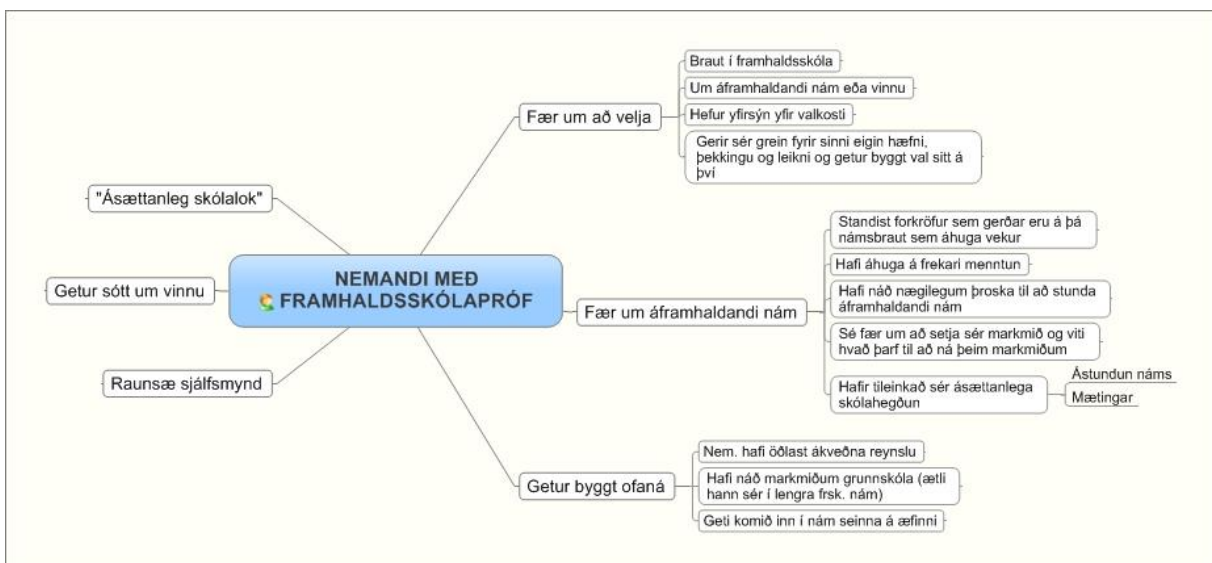 NEMANDI MEÐ
FRAMHALDSSKÓLAPRÓF
Fær um að velja
Braut í framhaldsskóla
Um áframhaldandi nám eða vinnu
Hefur yfirsýn yfir valkosti
Gerir sér grein fyrir sinni eigin hæfni,
þekkingu og leikni og getur byggt val sitt á
því
Fær um áframhaldandi nám
Standist forkröfur sem gerðar eru á þá
námsbraut sem áhuga vekur
Hafi áhuga á frekari menntun
Hafi náð nægilegum þroska til að stunda
áframhaldandi nám
Sé fær um að setja sér markmið og viti
hvað þarf til að ná þeim markmiðum
Hafir tileinkað sér ásættanlega
skólahegðun
Ástundun náms
Mætingar
Getur byggt ofaná
Nem. hafi öðlast ákveðna reynslu
Hafi náð markmiðum grunnskóla (ætli
hann sér í lengra frsk. nám)
Geti komið inn í nám seinna á æfinni
"Ásættanleg skólalok"
Getur sótt um vinnu
Raunsæ sjálfsmynd